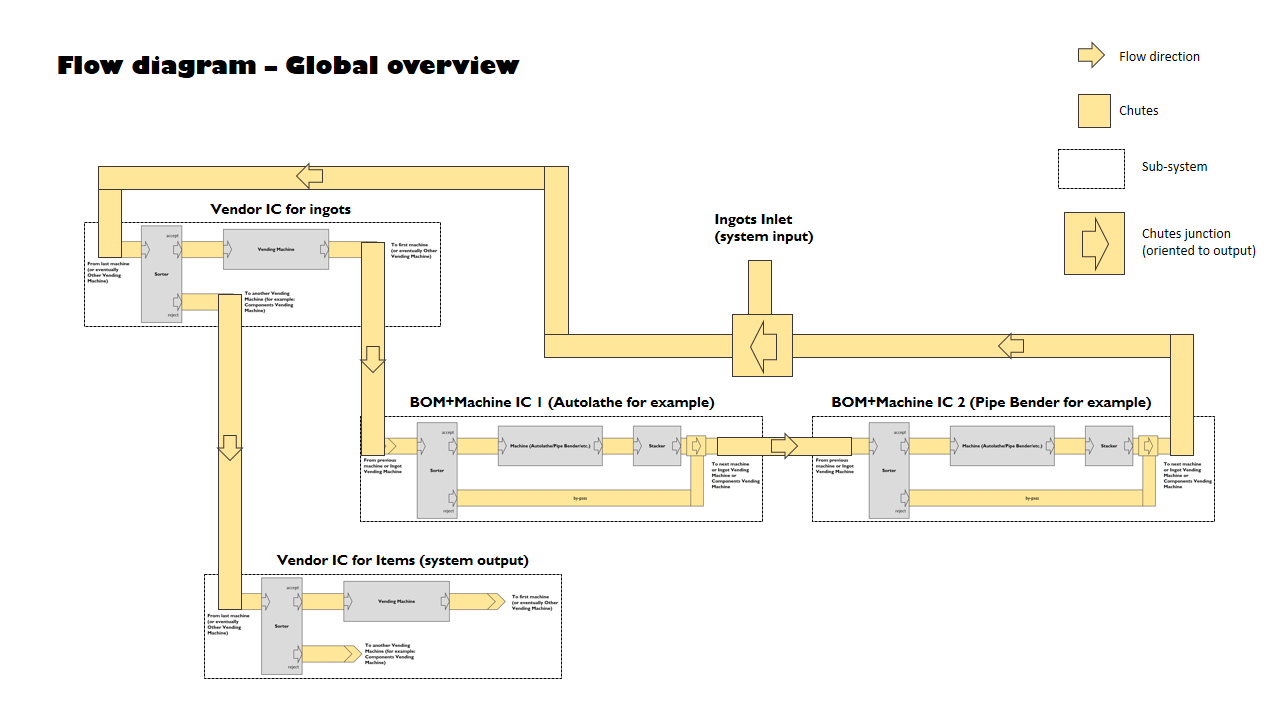 Flow diagram – Global overview
Flow direction
Chutes
Sub-system
Chutes junction
(oriented to output)
Vendor IC for ingots
accept
Sorter
reject
Vending Machine
From last machine
(or eventually
Other Vending
Machine)
To first machine
(or eventually Other
Vending Machine)
To another Vending
Machine (for example:
Components Vending
Machine)
Ingots Inlet
(system input)
BOM+Machine IC 1 (Autolathe for example)
accept
Sorter
reject
Machine (Autolathe/Pipe Bender/etc.)
Stacker
by-pass
From previous
machine or Ingot
Vending Machine
To next machine
or Ingot Vending
Machine or
Components Vending
Machine
BOM+Machine IC 2 (Pipe Bender for example)
accept
Sorter
reject
Machine (Autolathe/Pipe Bender/etc.)
Stacker
by-pass
From previous
machine or Ingot
Vending Machine
To next machine
or Ingot Vending
Machine or
Components Vending
Machine
Vendor IC for Items (system output)
accept
Sorter
reject
Vending Machine
From last machine
(or eventually
Other Vending
Machine)
To first machine
(or eventually Other
Vending Machine)
To another Vending
Machine (for example:
Components Vending
Machine)